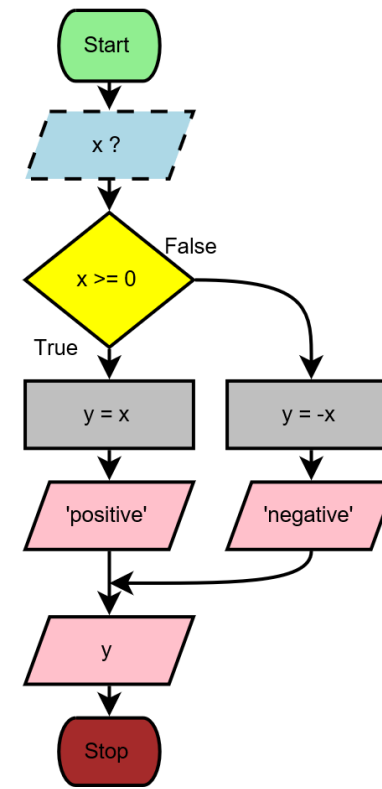 Start
x ?
False
x >= 0
True
y = x
y = -x
'positive'
'negative'
y
Stop